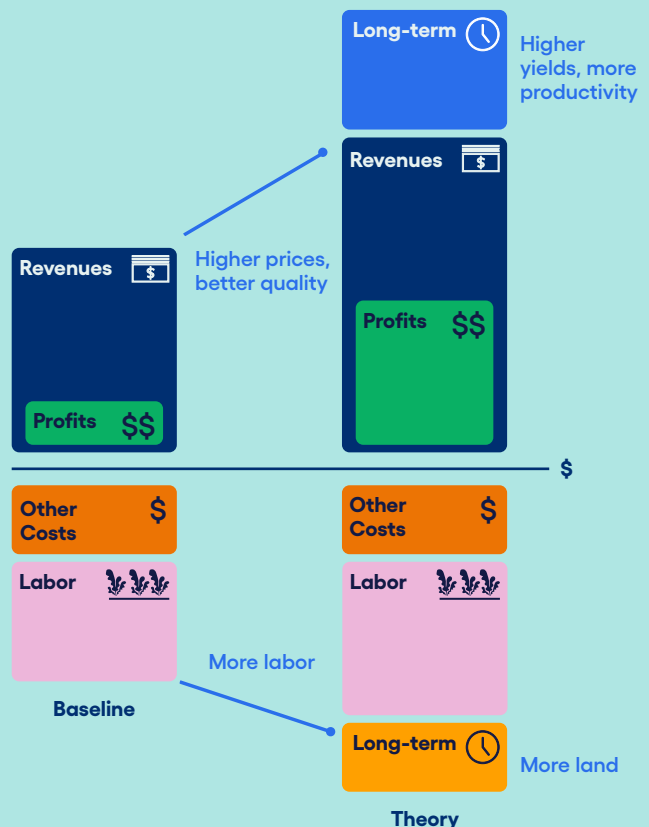 Long-term
Higher
yields, more
productivity
Revenues
$
Higher prices,
better quality
Profits
$$
Revenues
$
Profits
$$
$
Other
Costs
$
Labor
Other
Costs
$
Labor
More labor
Baseline
Long-term
More land
Theory